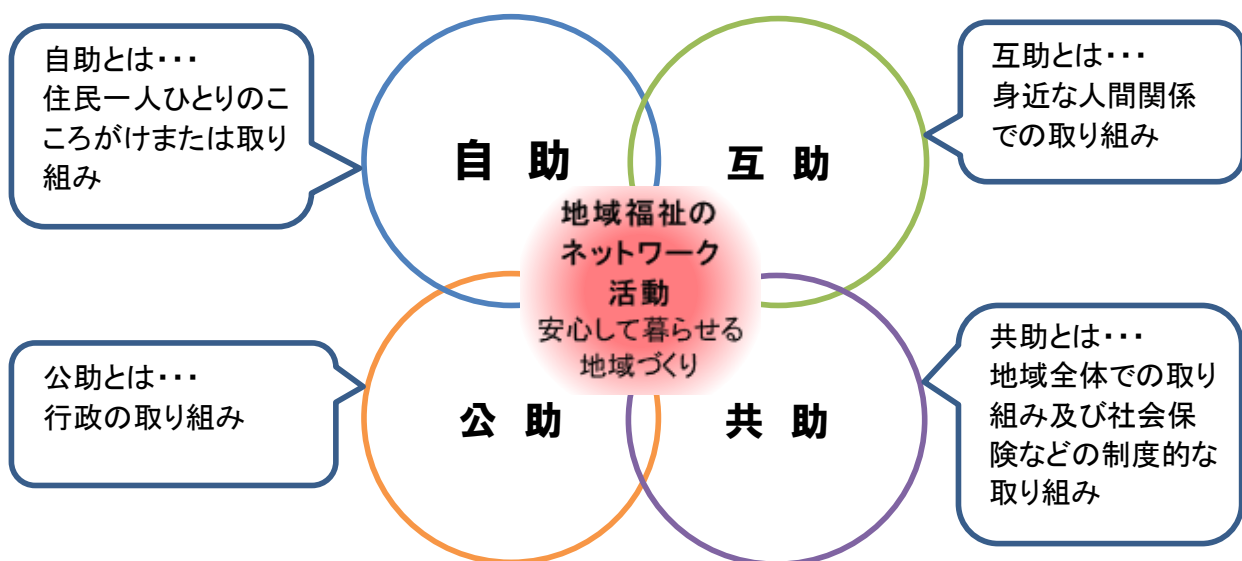 自助とは・・・
住民一人ひとりのこ
ころがけまたは取り
組み
互助とは・・・
身近な人間関係
での取り組み
自 助
互 助
地域福祉の
ネットワーク
活動
安心して暮らせる
地域づくり
公助とは・・・
行政の取り組み
共助とは・・・
地域全体での取り
組み及び社会保
険などの制度的な
取り組み
公 助
共 助